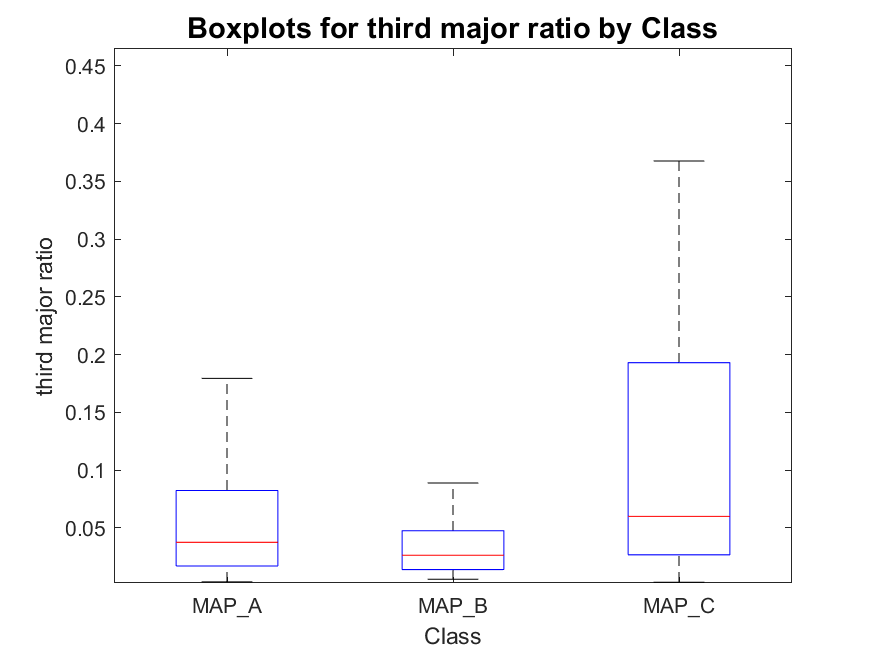 Boxplots for third major ratio by Class
0.45
0.4
0.35
0.3
0.25
0.2
0.15
0.1
0.05
third major ratio
MAP_A MAP_B MAP_C
Class